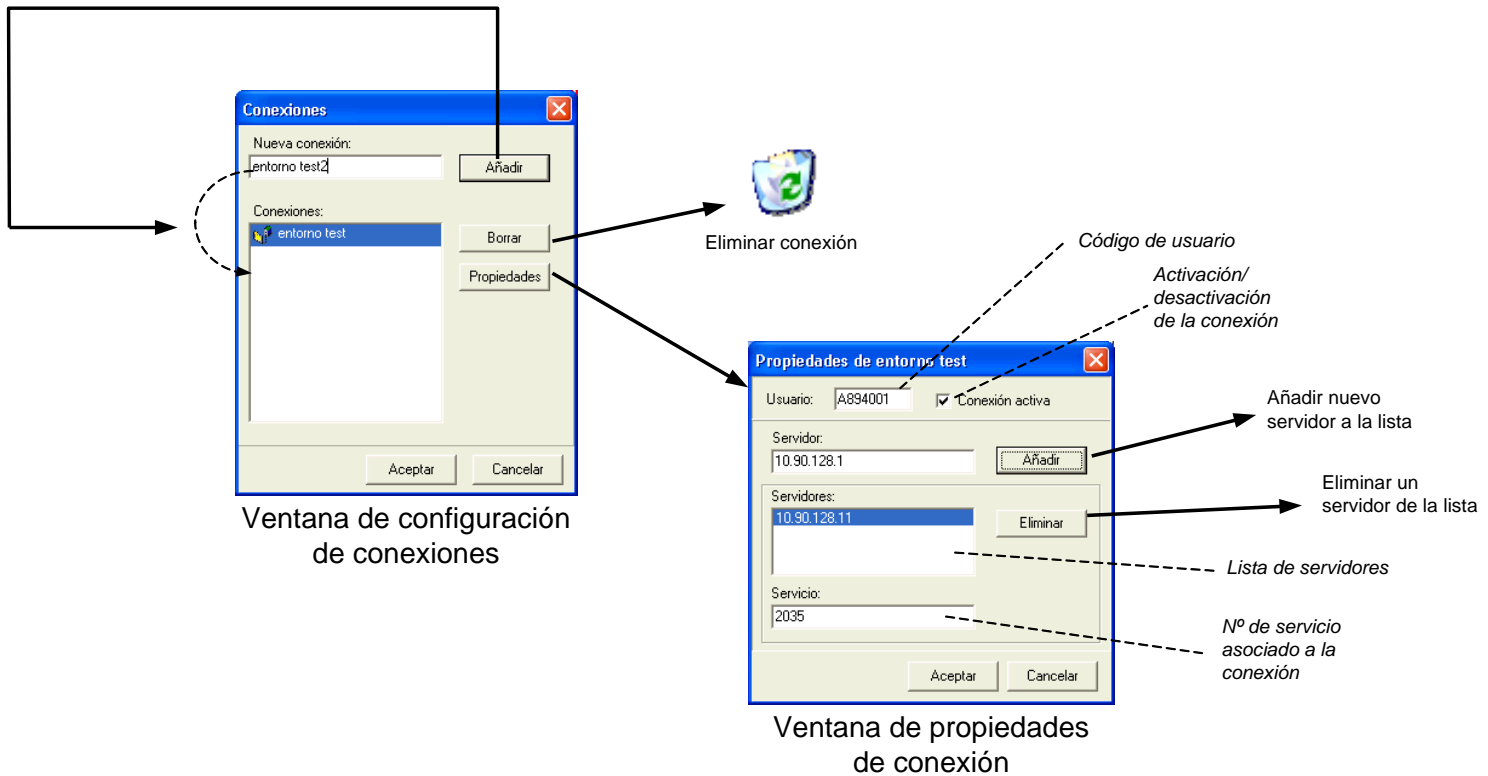 Conexiones
Nueva conexión:
entorno test2
Añadir
Conexiones:
entorno test
Borrar
Propiedades
Aceptar
Cancelar
Ventana de configuración
de conexiones
Eliminar conexión
Código de usuario
Activación/
desactivación
de la conexión
Propiedades de entorno test
Usuario:
A894001
Conexión activa
Servidor:
10.90.128.1
Añadir
Servidores:
10.90.128.11
Eliminar
Servicio:
2035
Aceptar
Cancelar
Añadir nuevo
servidor a la lista
Eliminar un
servidor de la lista
Lista de servidores
Nº de servicio
asociado a la
conexión
Ventana de propiedades
de conexión